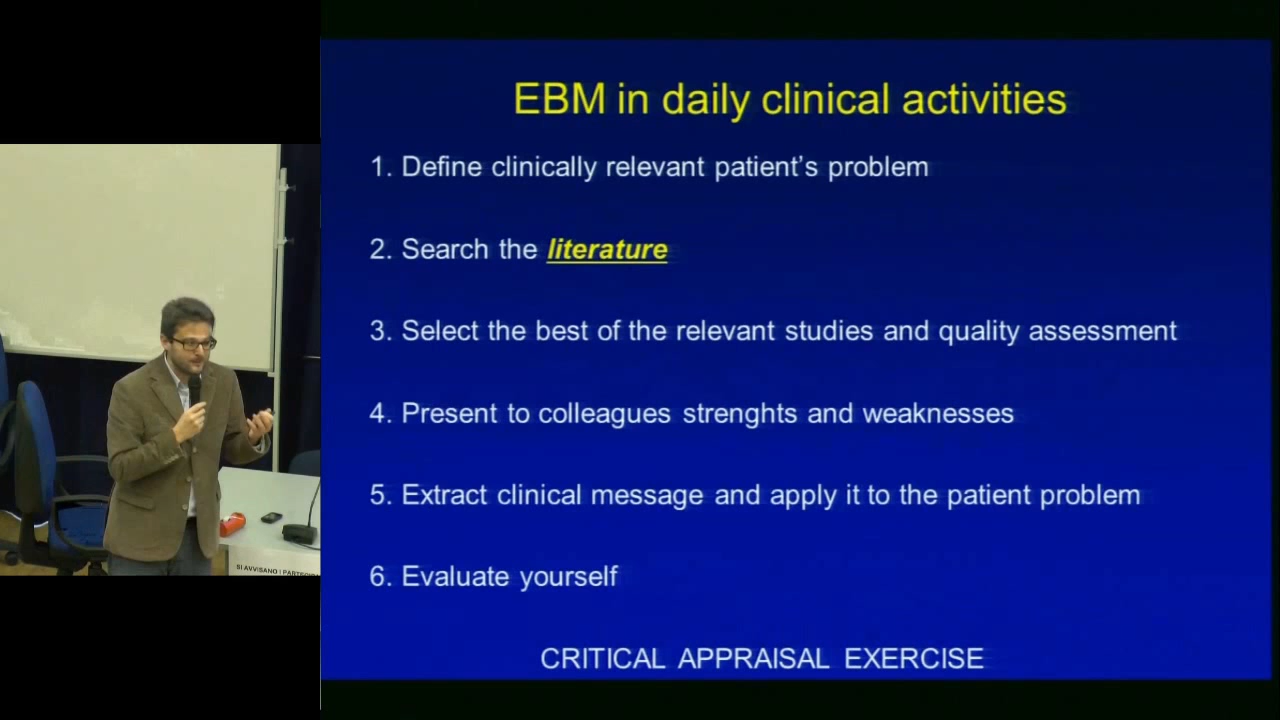 EBM in daily clinical activities
1. Define clinically relevant patient’s problem
2. Search the literature
3. Select the best of the relevant studies and quality assessment
4. Present to colleagues strenghts and weaknesses
5. Extract clinical message and apply it to the patient problem
6. Evaluate yourself
CRITICAL APPRAISAL EXERCISE
SI AVVISANO I